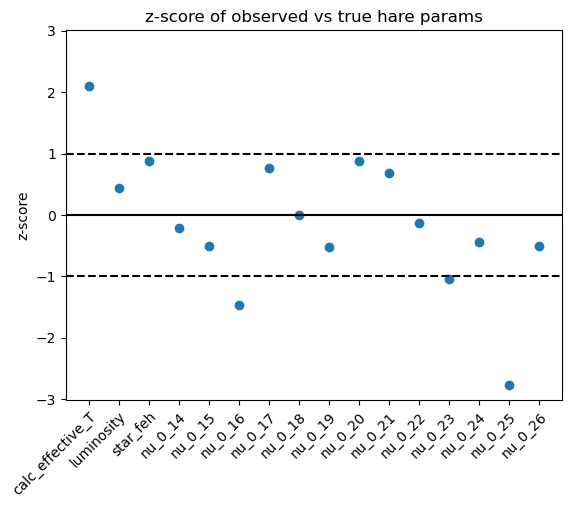 z-score of observed vs true hare params
z-score
3
2
1
0
−1
−2
−3
calc_effective_T
luminosity
star_feh
nu_0_14
nu_0_15
nu_0_16
nu_0_17
nu_0_18
nu_0_19
nu_0_20
nu_0_21
nu_0_22
nu_0_23
nu_0_24
nu_0_25
nu_0_26